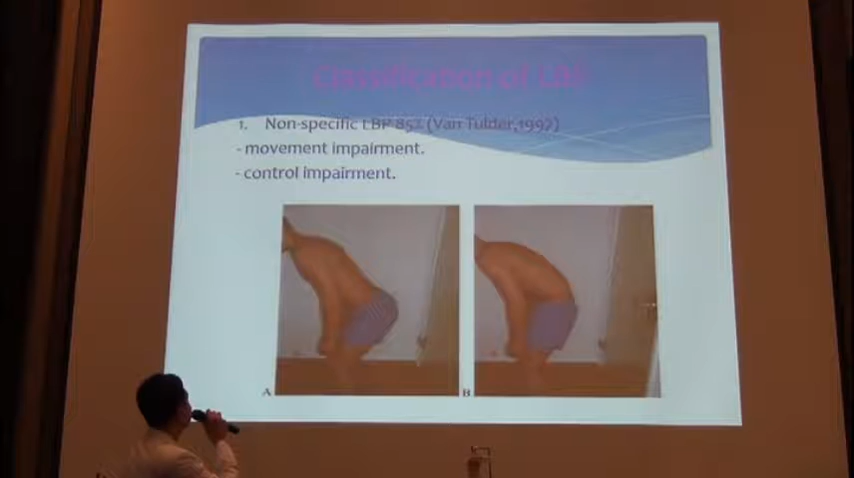 Classification of LBP
1. Non-specific LBP 85% (Van Tulder,1997)
- movement impairment.
- control impairment.
A
B